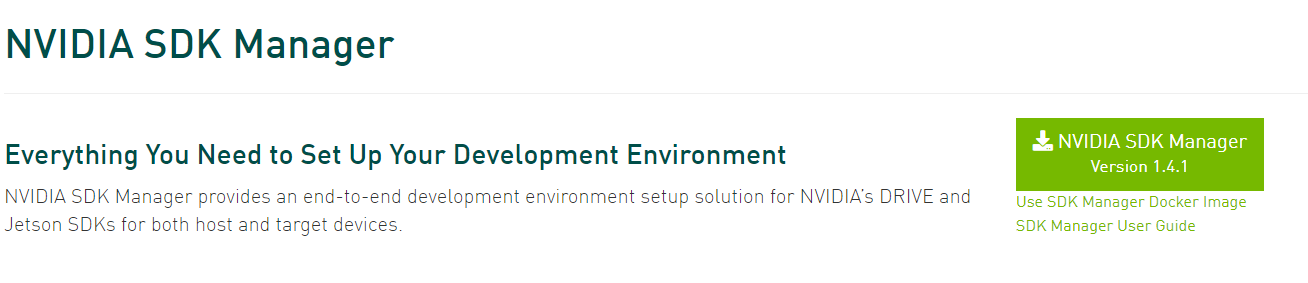 NVIDIA SDK Manager
Everything You Need to Set Up Your Development Environment
NVIDIA SDK Manager provides an end-to-end development environment setup solution for NVIDIA's DRIVE and
Jetson SDKs for both host and target devices.
NVIDIA SDK Manager
Version 1.4.1
Use SDK Manager Docker Image
SDK Manager User Guide